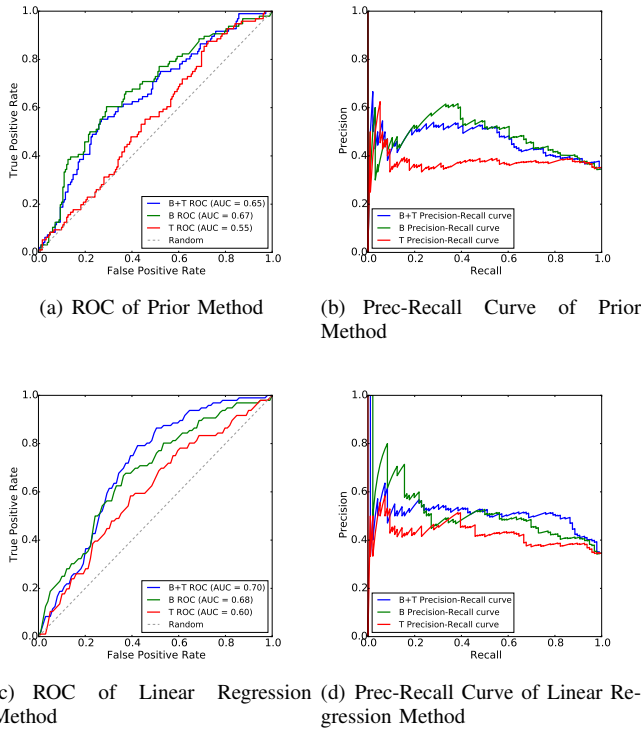 1.0
0.8
0.6
0.4
0.2
0.0
0.0 0.2 0.4 0.6 0.8 1.0
True Positive Rate
False Positive Rate
B+T ROC (AUC = 0.65)
B ROC (AUC = 0.67)
T ROC (AUC = 0.55)
Random
(a) ROC of Prior Method
1.0
0.8
0.6
0.4
0.2
0.0
0.0 0.2 0.4 0.6 0.8 1.0
Precision
Recall
B+T Precision-Recall curve
B Precision-Recall curve
T Precision-Recall curve
(b) Prec-Recall Curve of Prior
Method
1.0
0.8
0.6
0.4
0.2
0.0
0.0 0.2 0.4 0.6 0.8 1.0
True Positive Rate
False Positive Rate
B+T ROC (AUC = 0.70)
B ROC (AUC = 0.68)
T ROC (AUC = 0.60)
Random
c) ROC of Linear Regression
Method
1.0
0.8
0.6
0.4
0.2
0.0
0.0 0.2 0.4 0.6 0.8 1.0
Precision
Recall
B+T Precision-Recall curve
B Precision-Recall curve
T Precision-Recall curve
(d) Prec-Recall Curve of Linear Re-
gression Method